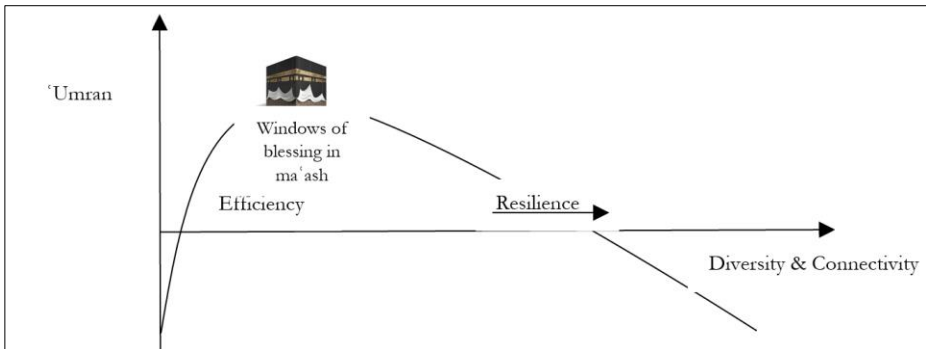 ʿUmran
Windows of
blessing in
maʿash
Efficiency
Resilience
Diversity & Connectivity